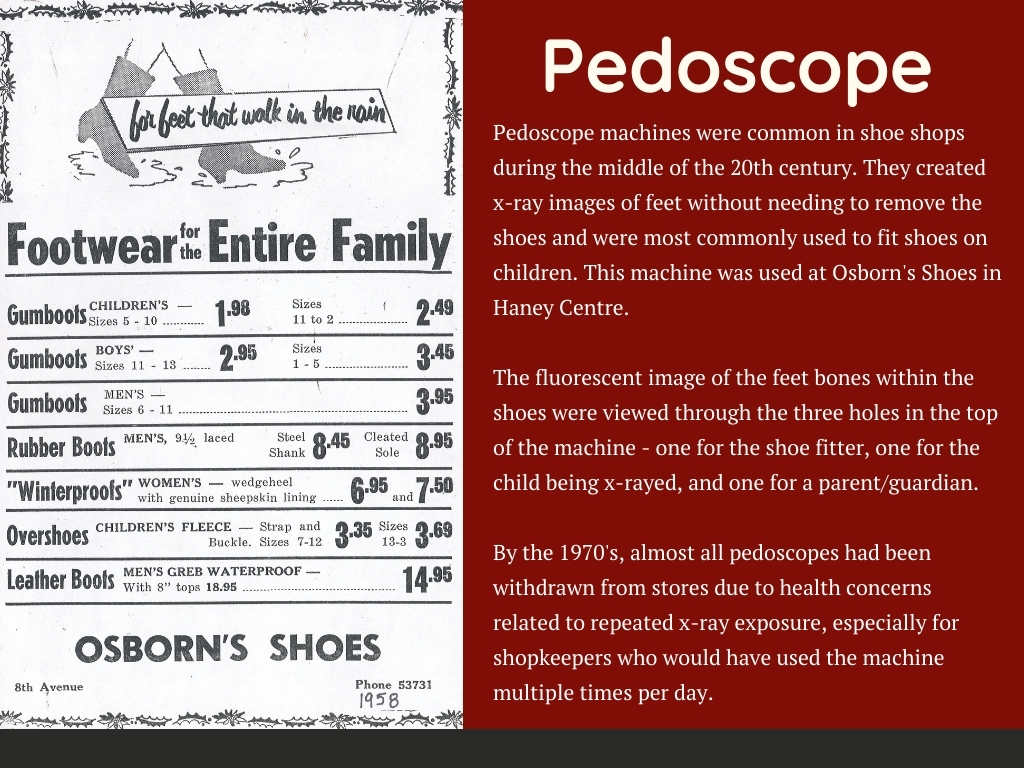 for feet that walk in the rain
Footwear for the Entire Family
Gumboots CHILDREN'S — Sizes 5 - 10 .......... 1.98 Sizes 11 to 2 .................. 2.49
Gumboots BOYS' — Sizes 11 - 13 ....... 2.95 Sizes 1 - 5 ...................... 3.45
Gumboots MEN'S — Sizes 6 - 11 ............................................................ 3.95
Rubber Boots MEN'S, 9½ laced Steel Shank 8.45 Cleated Sole 8.95
"Winterproofs" WOMEN'S — wedgeheel with genuine sheepskin lining ...... 6.95 and 7.50
Overshoes CHILDREN'S FLEECE — Strap and Buckle. Sizes 7-12 3.35 Sizes 13-3 3.69
Leather Boots MEN'S GREB WATERPROOF — With 8" tops 18.95 ........................................ 14.95
OSBORN'S SHOES
8th Avenue Phone 53731
1958
Pedoscope
Pedoscope machines were common in shoe shops
during the middle of the 20th century. They created
x-ray images of feet without needing to remove the
shoes and were most commonly used to fit shoes on
children. This machine was used at Osborn's Shoes in
Haney Centre.
The fluorescent image of the feet bones within the
shoes were viewed through the three holes in the top
of the machine - one for the shoe fitter, one for the
child being x-rayed, and one for a parent/guardian.
By the 1970's, almost all pedoscopes had been
withdrawn from stores due to health concerns
related to repeated x-ray exposure, especially for
shopkeepers who would have used the machine
multiple times per day.